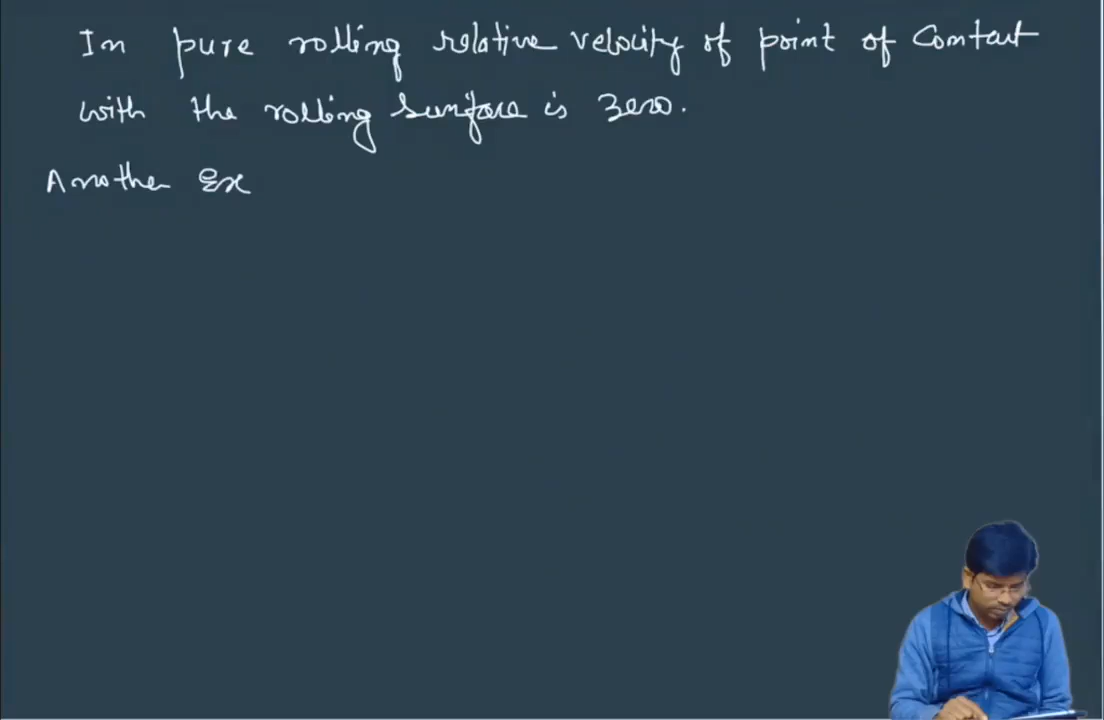 In pure rolling relative velocity of point of Contact
with the rolling surface is zero.
Another Ex